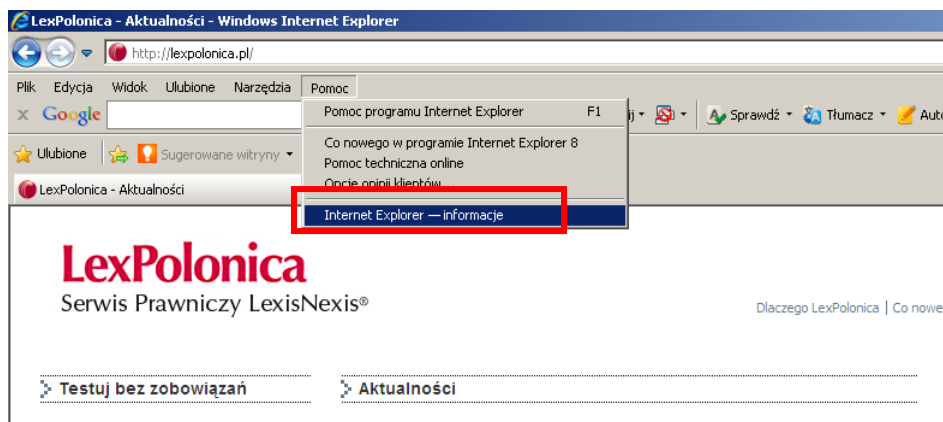 LexPolonica - Aktualności - Windows Internet Explorer
http://lexpolonica.pl/
Plik Edycja Widok Ulubione Narzędzia Pomoc
x Google Sprawdź Tłumacz
Pomoc programu Internet Explorer F1
Co nowego w programie Internet Explorer 8
Pomoc techniczna online
Opcje opinii klientów...
Internet Explorer — informacje
Ulubione Sugerowane witryny
LexPolonica - Aktualności
LexPolonica
Serwis Prawniczy LexisNexis®
Dlaczego LexPolonica | Co nowe
Testuj bez zobowiązań
Aktualności